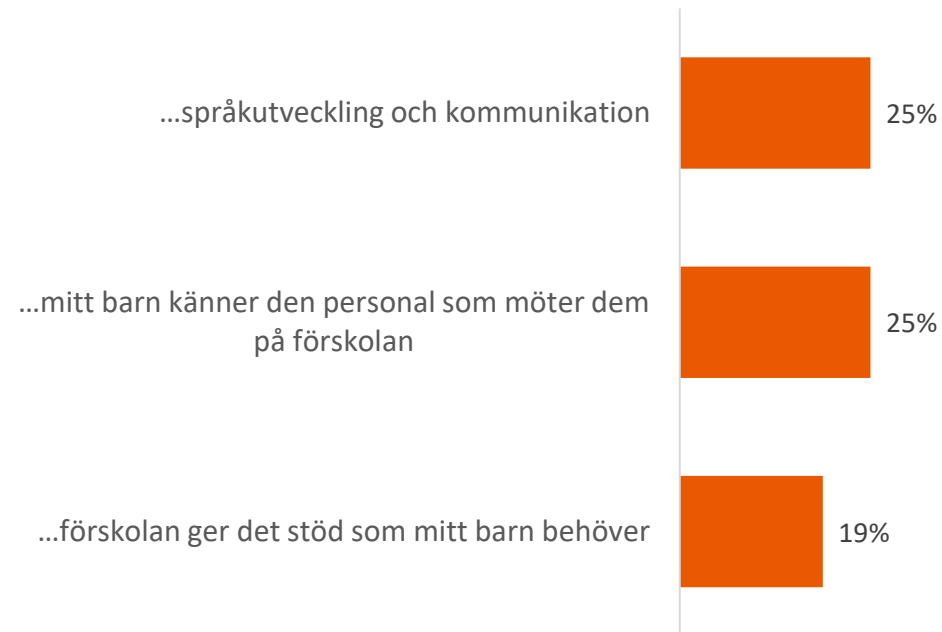 ...språkutveckling och kommunikation
25%
...mitt barn känner den personal som möter dem
på förskolan
25%
...förskolan ger det stöd som mitt barn behöver
19%